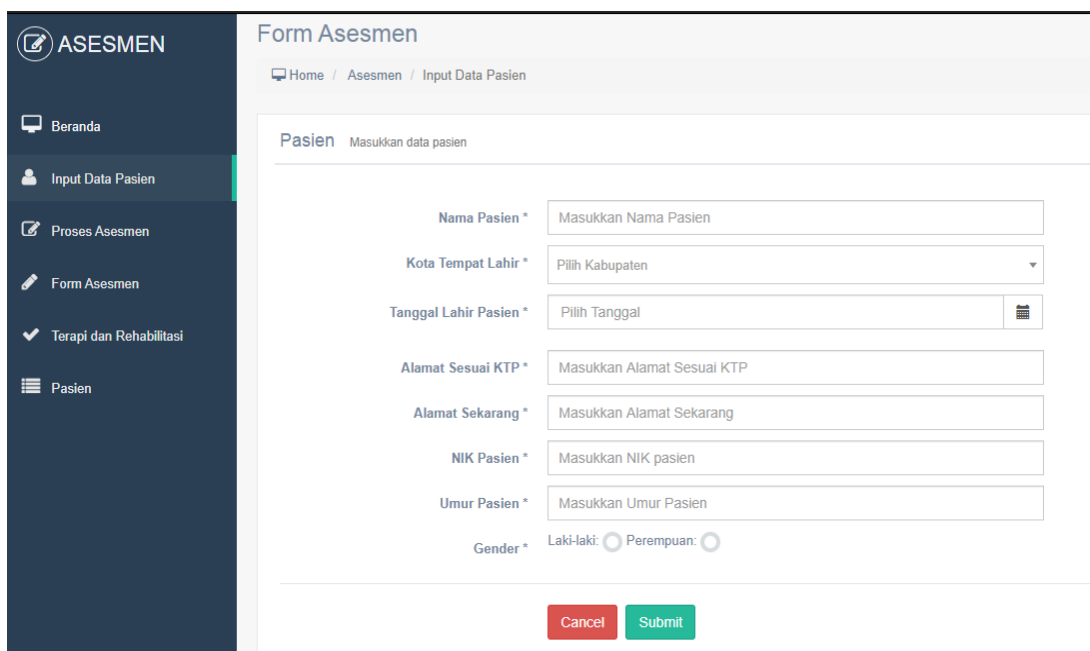 ASESMEN
Beranda
Input Data Pasien
Proses Asesmen
Form Asesmen
Terapi dan Rehabilitasi
Pasien
Form Asesmen
Home / Asesmen / Input Data Pasien
Pasien Masukkan data pasien
Nama Pasien * Masukkan Nama Pasien
Kota Tempat Lahir * Pilih Kabupaten
Tanggal Lahir Pasien * Pilih Tanggal
Alamat Sesuai KTP * Masukkan Alamat Sesuai KTP
Alamat Sekarang * Masukkan Alamat Sekarang
NIK Pasien * Masukkan NIK pasien
Umur Pasien * Masukkan Umur Pasien
Gender * Laki-laki: Perempuan:
Cancel Submit